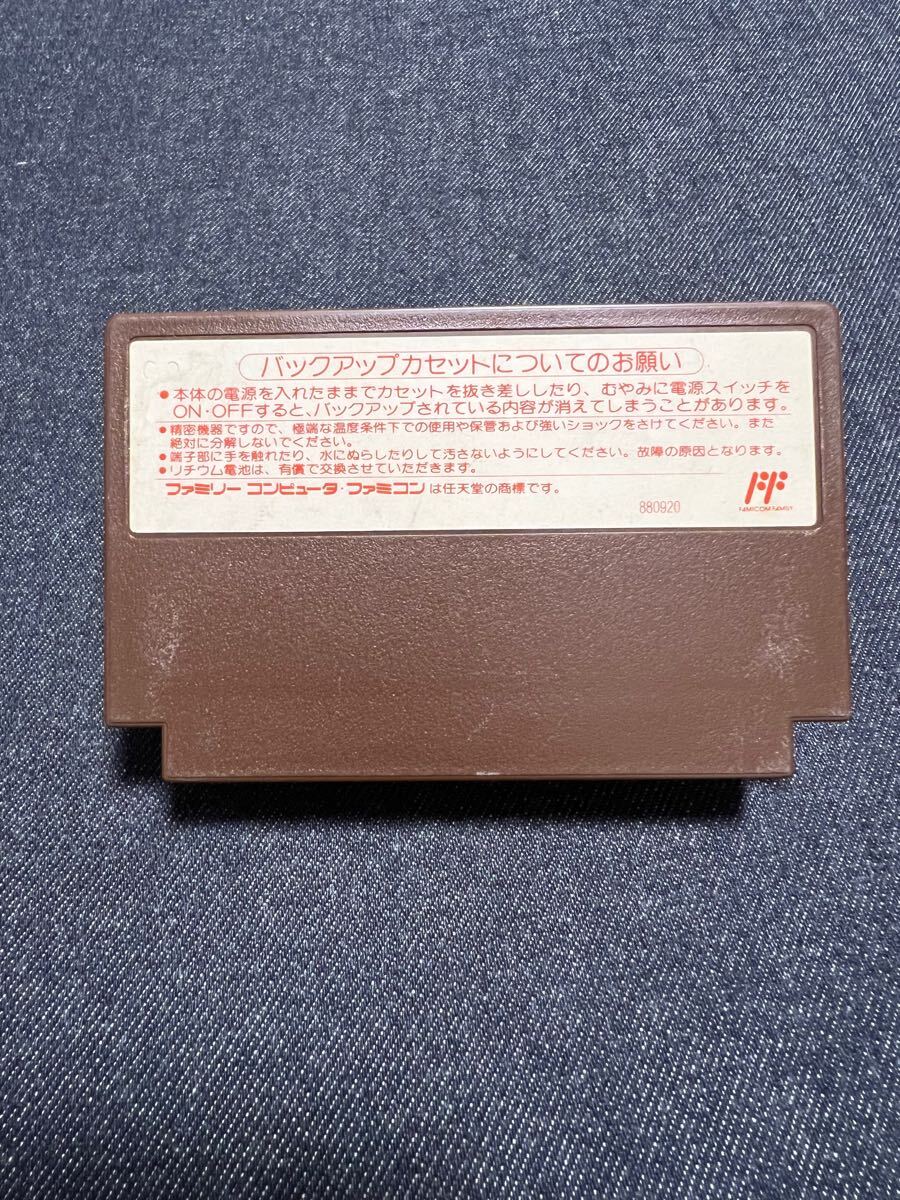 バックアップカセットについてのお願い
●本体の電源を入れたままでカセットを抜き差ししたり、むやみに電源スイッチを
ON・OFFすると、バックアップされている内容が消えてしまうことがあります。
●精密機器ですので、極端な温度条件下での使用や保管および強いショックをさけてください。また
絶対に分解しないでください。
●端子部に手を触れたり、水にぬらしたりして汚さないようにしてください。故障の原因となります。
●リチウム電池は、有償で交換させていただきます。
ファミリーコンピュータ・ファミコンは任天堂の商標です。
880920
FAMICOM FAMILY